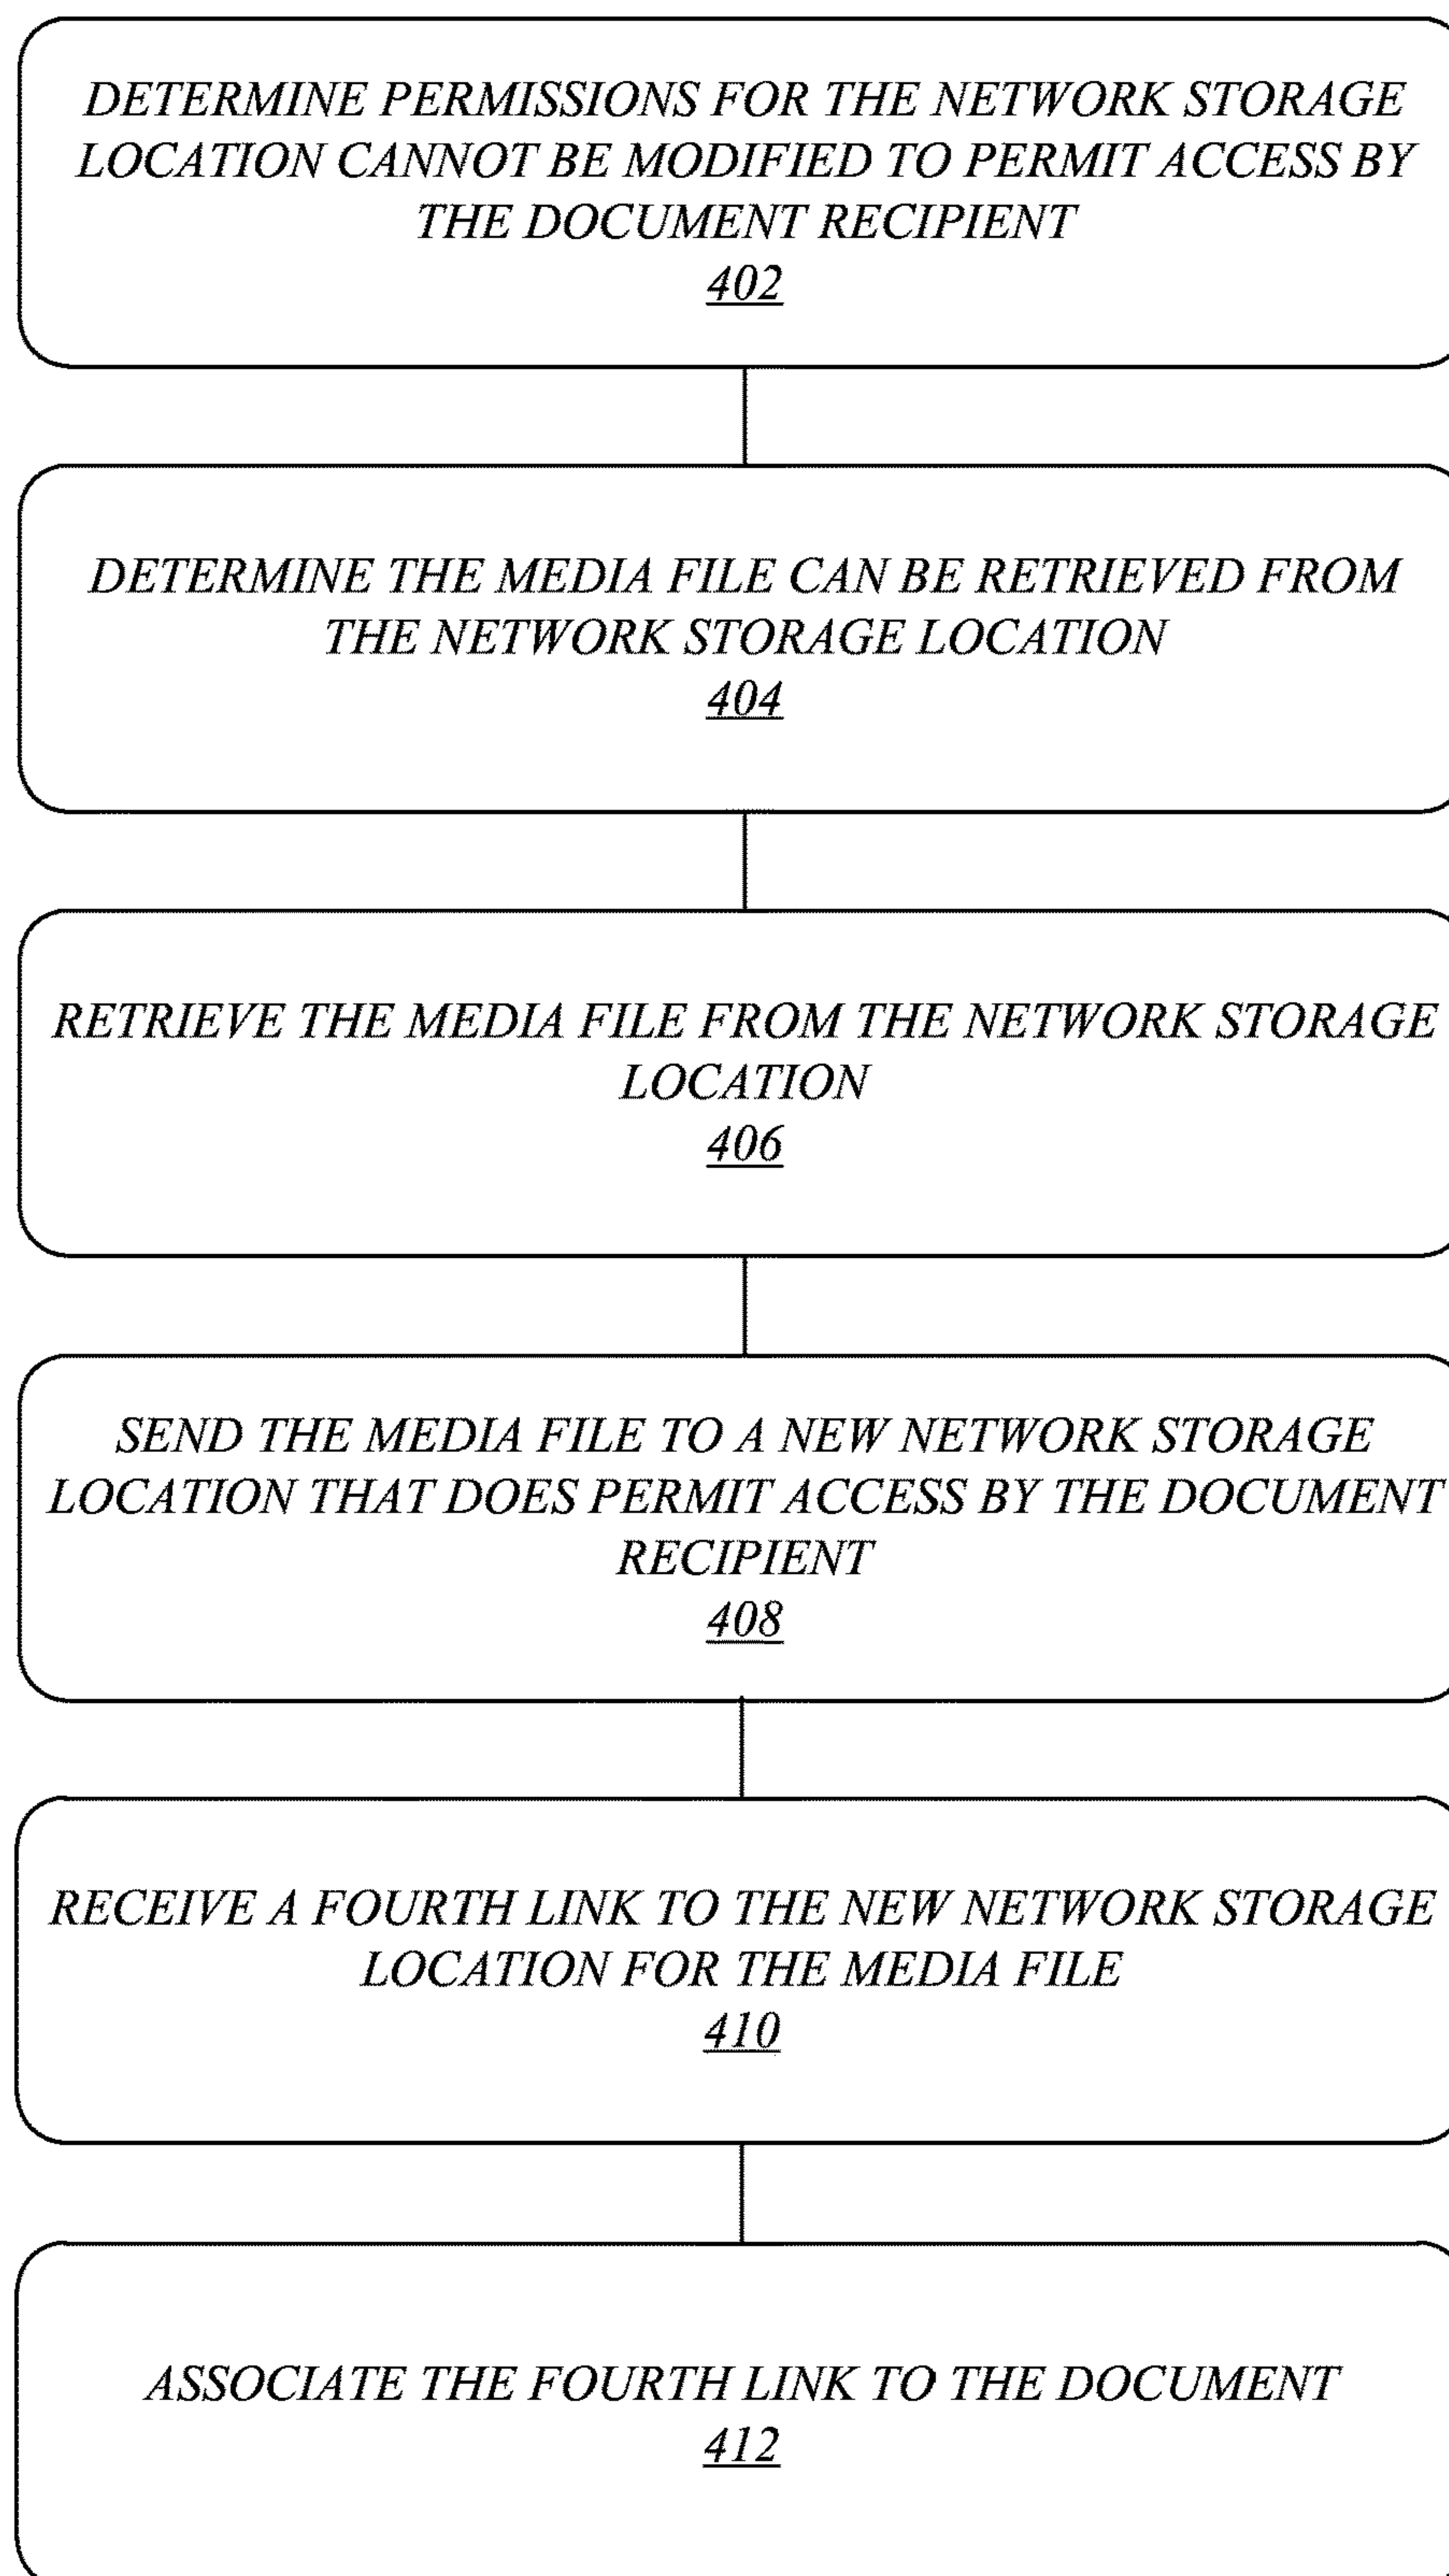 DETERMINE PERMISSIONS FOR THE NETWORK STORAGE
LOCATION CANNOT BE MODIFIED TO PERMIT ACCESS BY
THE DOCUMENT RECIPIENT
402
DETERMINE THE MEDIA FILE CAN BE RETRIEVED FROM
THE NETWORK STORAGE LOCATION
404
RETRIEVE THE MEDIA FILE FROM THE NETWORK STORAGE
LOCATION
406
SEND THE MEDIA FILE TO A NEW NETWORK STORAGE
LOCATION THAT DOES PERMIT ACCESS BY THE DOCUMENT
RECIPIENT
408
RECEIVE A FOURTH LINK TO THE NEW NETWORK STORAGE
LOCATION FOR THE MEDIA FILE
410
ASSOCIATE THE FOURTH LINK TO THE DOCUMENT
412